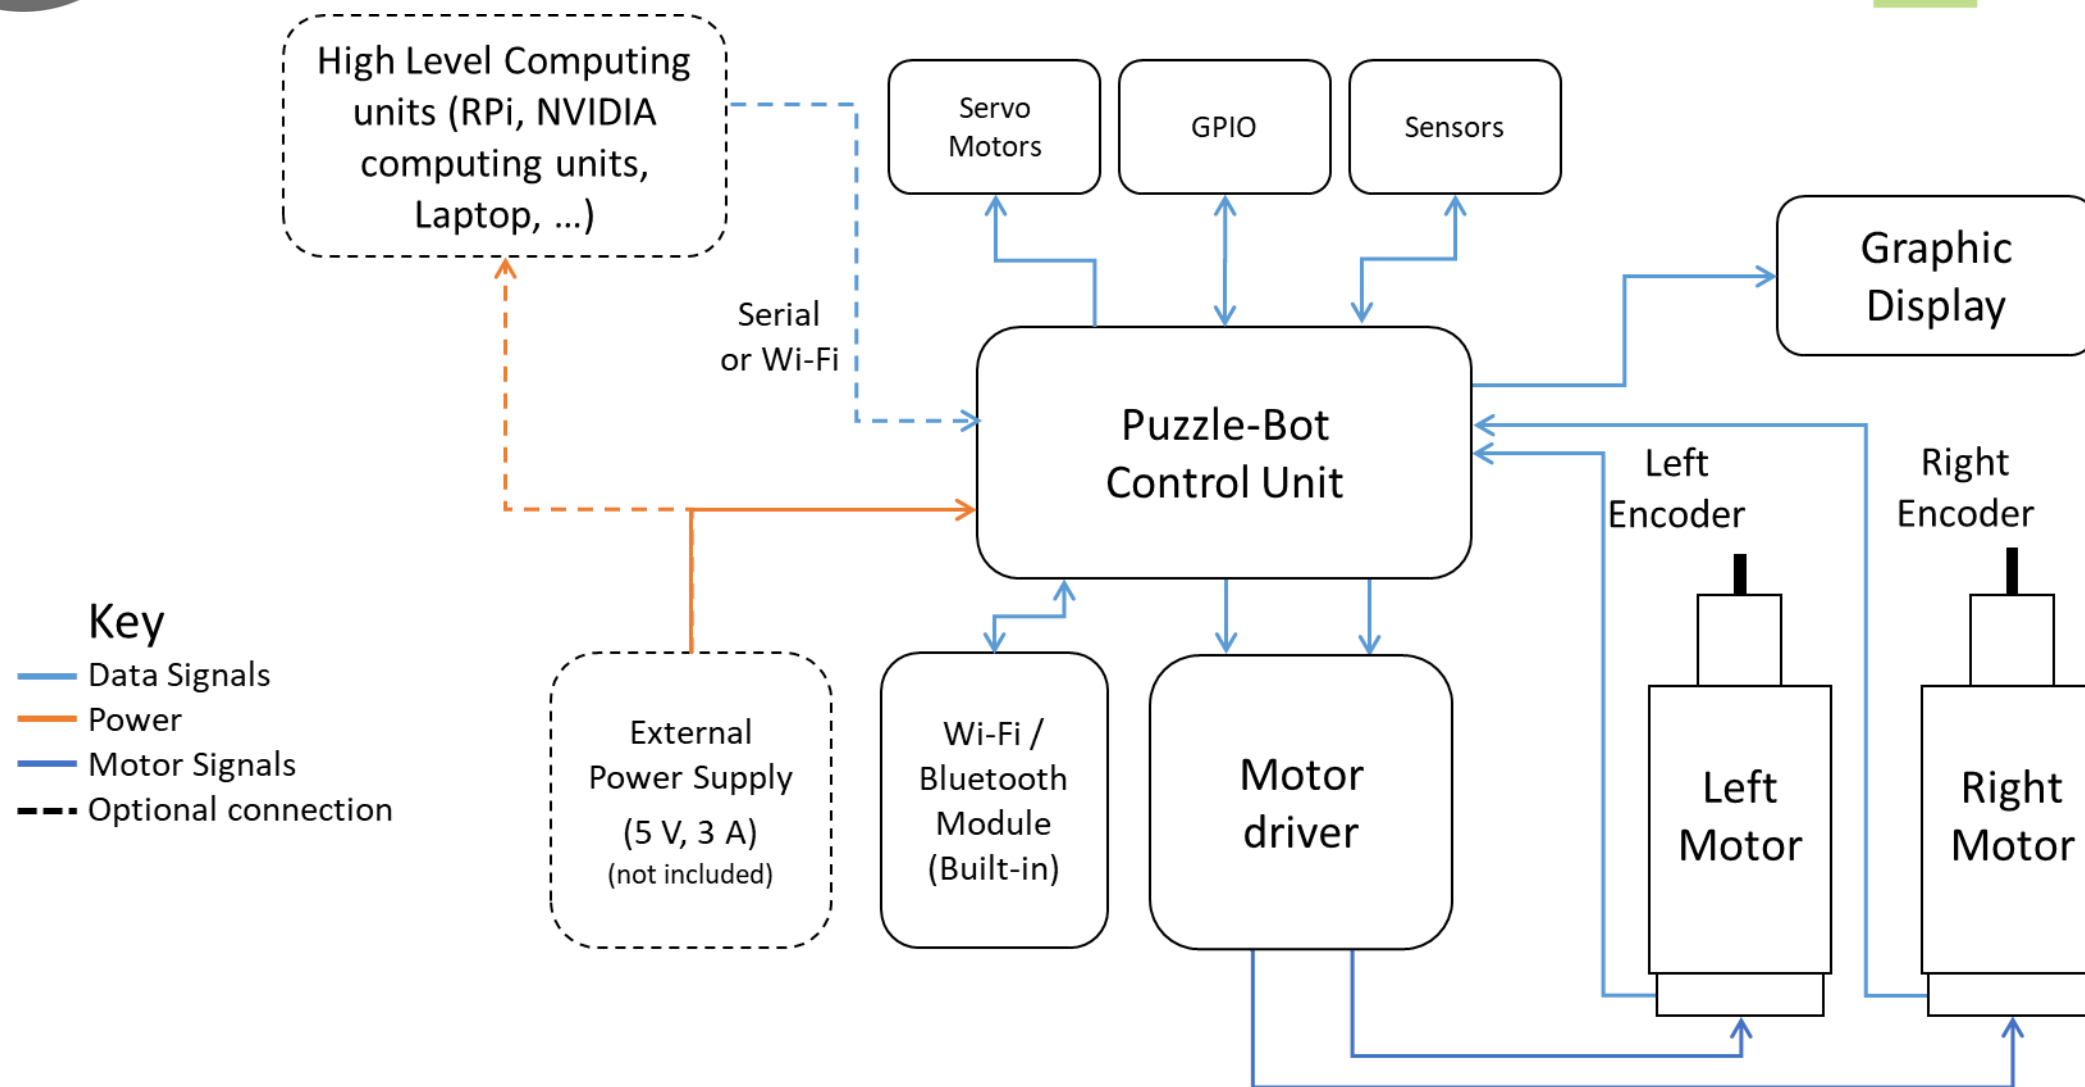 High Level Computing
units (RPi, NVIDIA
computing units,
Laptop, ...)
Servo
Motors
GPIO
Sensors
Graphic
Display
Serial
or Wi-Fi
Puzzle-Bot
Control Unit
Left
Encoder
Right
Encoder
Key
Data Signals
Power
Motor Signals
Optional connection
External
Power Supply
(5 V, 3 A)
(not included)
Wi-Fi /
Bluetooth
Module
(Built-in)
Motor
driver
Left
Motor
Right
Motor